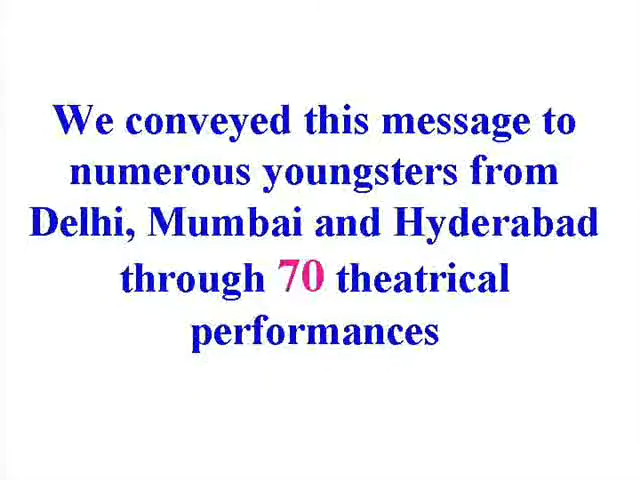 We conveyed this message to
numerous youngsters from
Delhi, Mumbai and Hyderabad
through 70 theatrical
performances